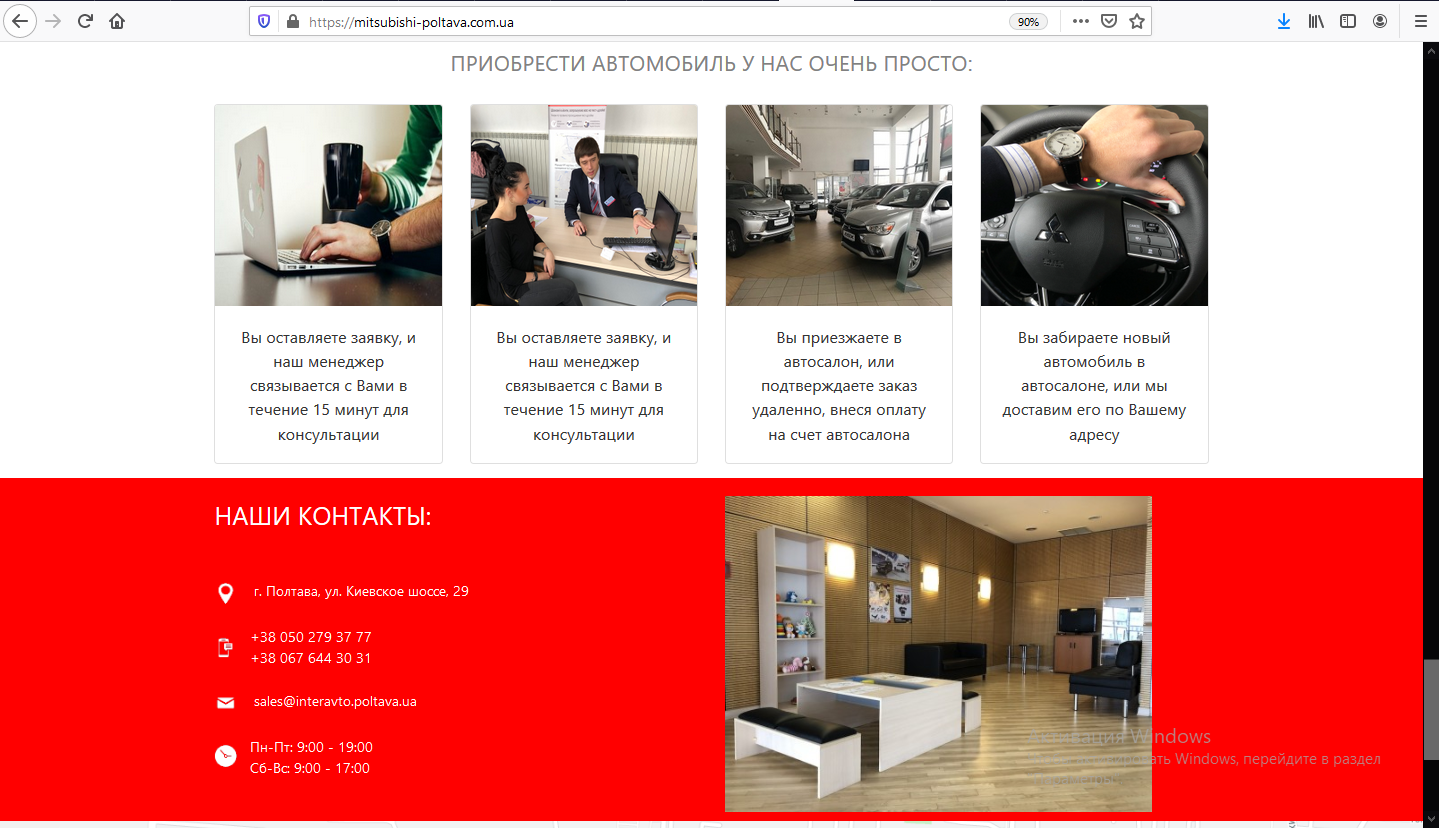 https://mitsubishi-poltava.com.ua
90%
ПРИОБРЕСТИ АВТОМОБИЛЬ У НАС ОЧЕНЬ ПРОСТО:
Вы оставляете заявку, и
наш менеджер
связывается с Вами в
течение 15 минут для
консультации
Вы оставляете заявку, и
наш менеджер
связывается с Вами в
течение 15 минут для
консультации
Вы приезжаете в
автосалон, или
подтверждаете заказ
удаленно, внеся оплату
на счет автосалона
Вы забираете новый
автомобиль в
автосалоне, или мы
доставим его по Вашему
адресу
НАШИ КОНТАКТЫ:
г. Полтава, ул. Киевское шоссе, 29
+38 050 279 37 77
+38 067 644 30 31
sales@interavto.poltava.ua
Пн-Пт: 9:00 - 19:00
Сб-Вс: 9:00 - 17:00
Активация Windows
Windows, перейдите в раздел